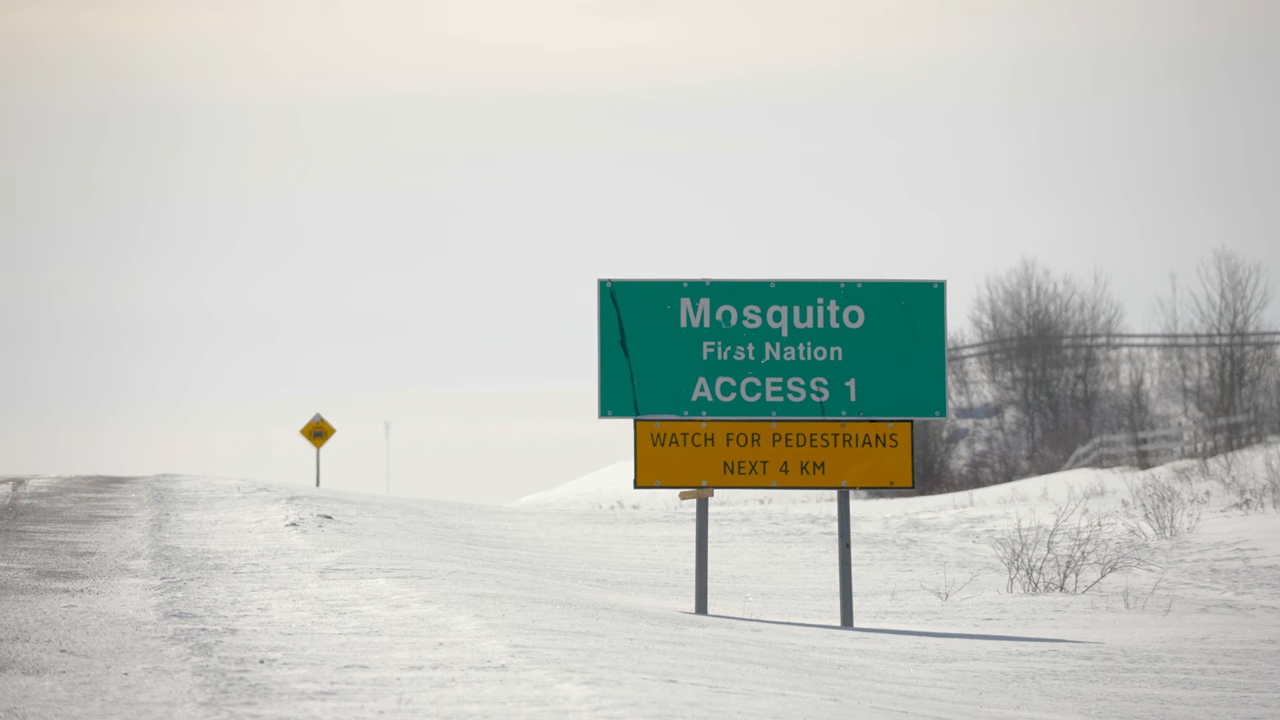 Mosquito
First Nation
ACCESS 1
WATCH FOR PEDESTRIANS
NEXT 4 KM